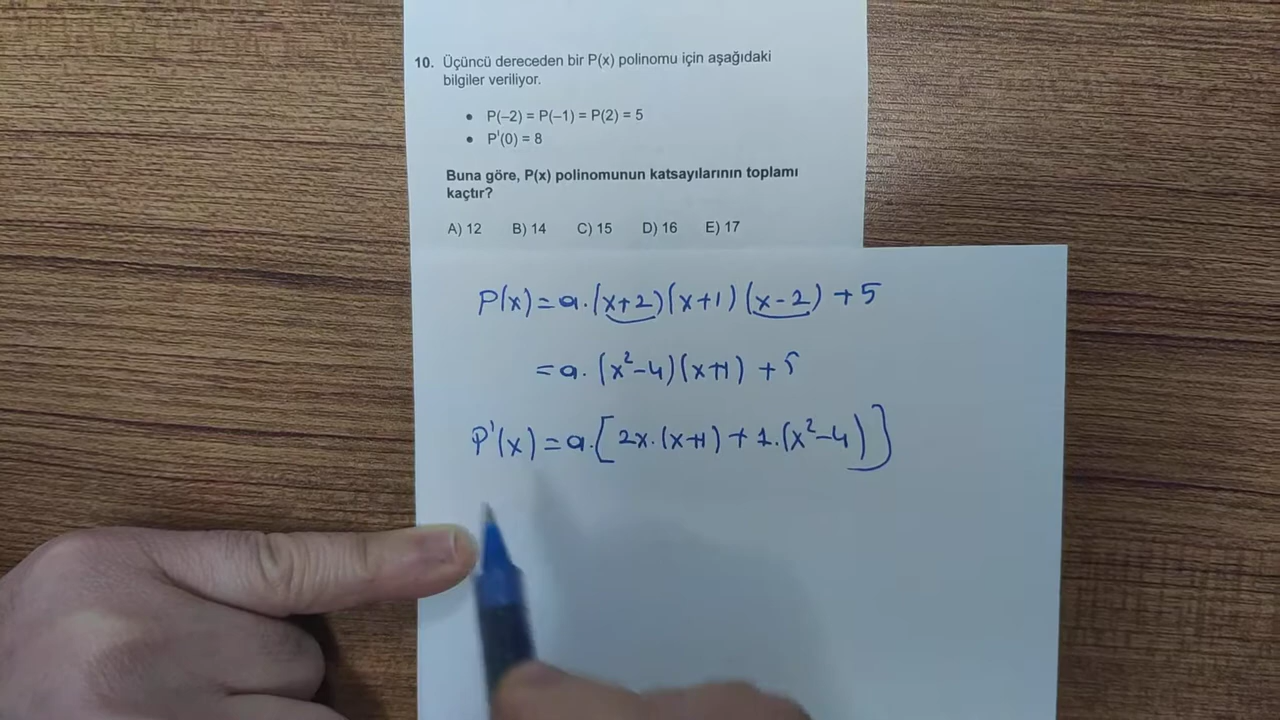 10. Üçüncü dereceden bir P(x) polinomu için aşağıdaki
bilgiler veriliyor.
• P(–2) = P(–1) = P(2) = 5
• P'(0) = 8
Buna göre, P(x) polinomunun katsayılarının toplamı
kaçtır?
A) 12 B) 14 C) 15 D) 16 E) 17
P(x) = a.(x+2)(x+1)(x-2) + 5
= a.(x²-4)(x+1) + 5
P'(x) = a.[2x.(x+1) + 1.(x²-4)]